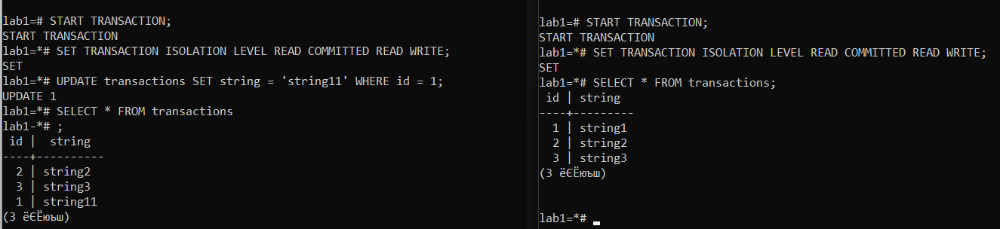 lab1=# START TRANSACTION;
START TRANSACTION
lab1=*# SET TRANSACTION ISOLATION LEVEL READ COMMITTED READ WRITE;
SET
lab1=*# UPDATE transactions SET string = 'string11' WHERE id = 1;
UPDATE 1
lab1=*# SELECT * FROM transactions
lab1-*# ;
 id |  string
----+----------
  2 | string2
  3 | string3
  1 | string11
(3 ёЄЁюъш)
lab1=# START TRANSACTION;
START TRANSACTION
lab1=*# SET TRANSACTION ISOLATION LEVEL READ COMMITTED READ WRITE;
SET
lab1=*# SELECT * FROM transactions;
 id | string
----+---------
  1 | string1
  2 | string2
  3 | string3
(3 ёЄЁюъш)
lab1=*#